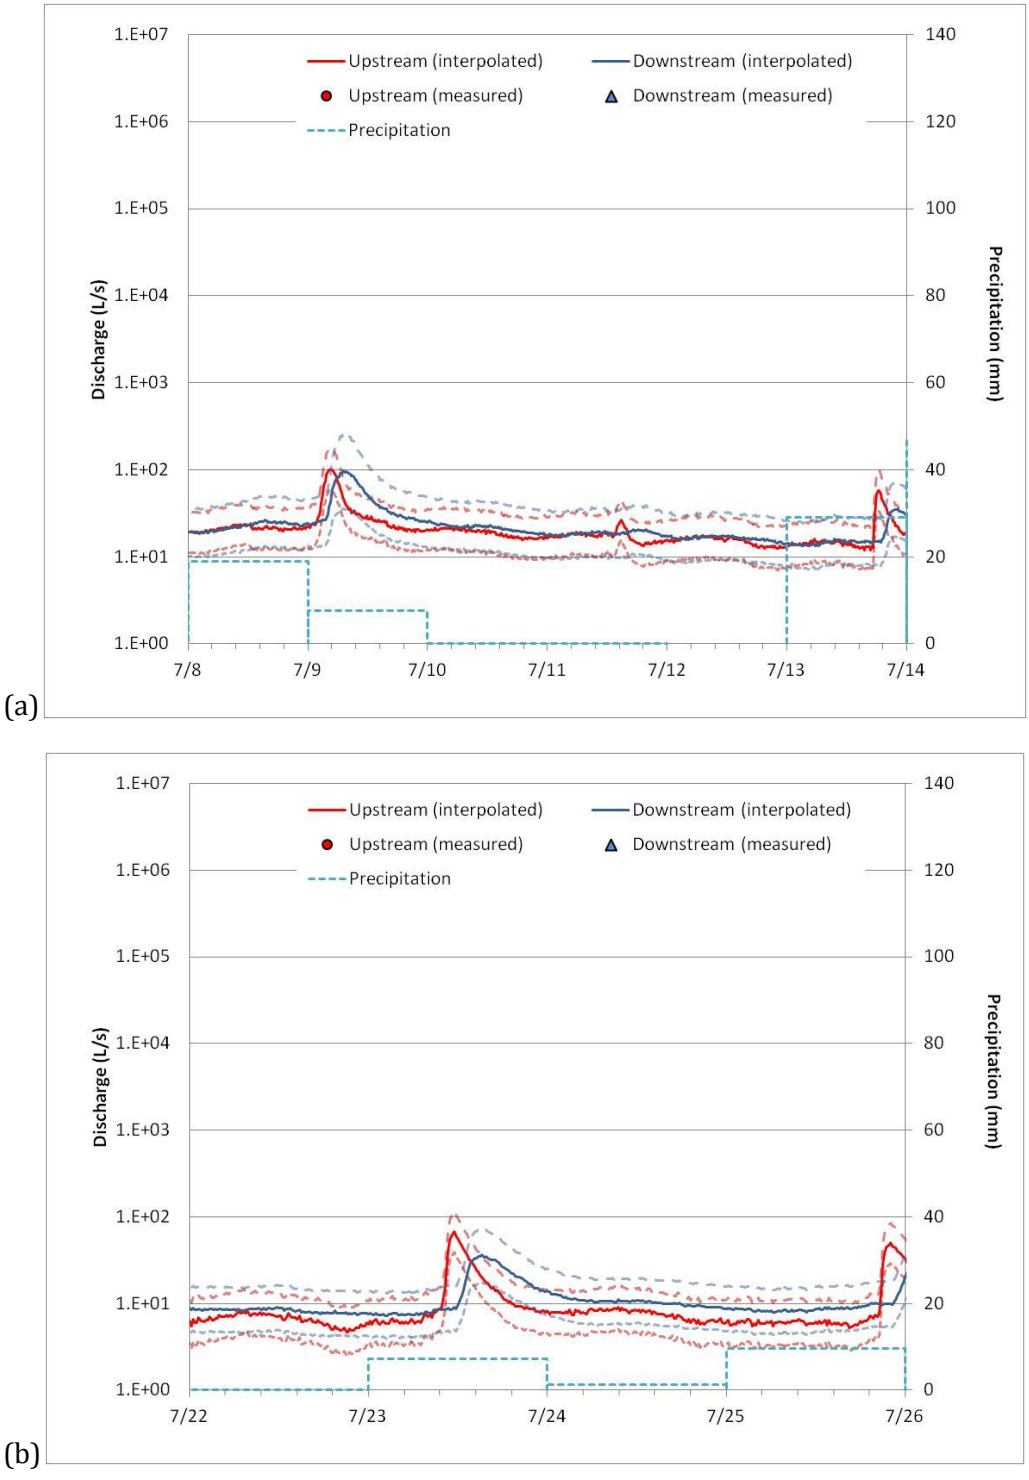 1.E+07
140
Upstream (interpolated)
Downstream (interpolated)
Upstream (measured)
Downstream (measured)
1.E+06
Precipitation
120
1.E+05
100
1.E+04
80
Discharge (L/s)
Precipitation (mm)
1.E+03
60
1.E+02
40
1.E+01
20
1.E+00
0
7/8
7/9
7/10
7/11
7/12
7/13
7/14
(a)
1.E+07
140
Upstream (interpolated)
Downstream (interpolated)
Upstream (measured)
Downstream (measured)
1.E+06
Precipitation
120
1.E+05
100
1.E+04
80
Discharge (L/s)
Precipitation (mm)
1.E+03
60
1.E+02
40
1.E+01
20
1.E+00
0
7/22
7/23
7/24
7/25
7/26
(b)